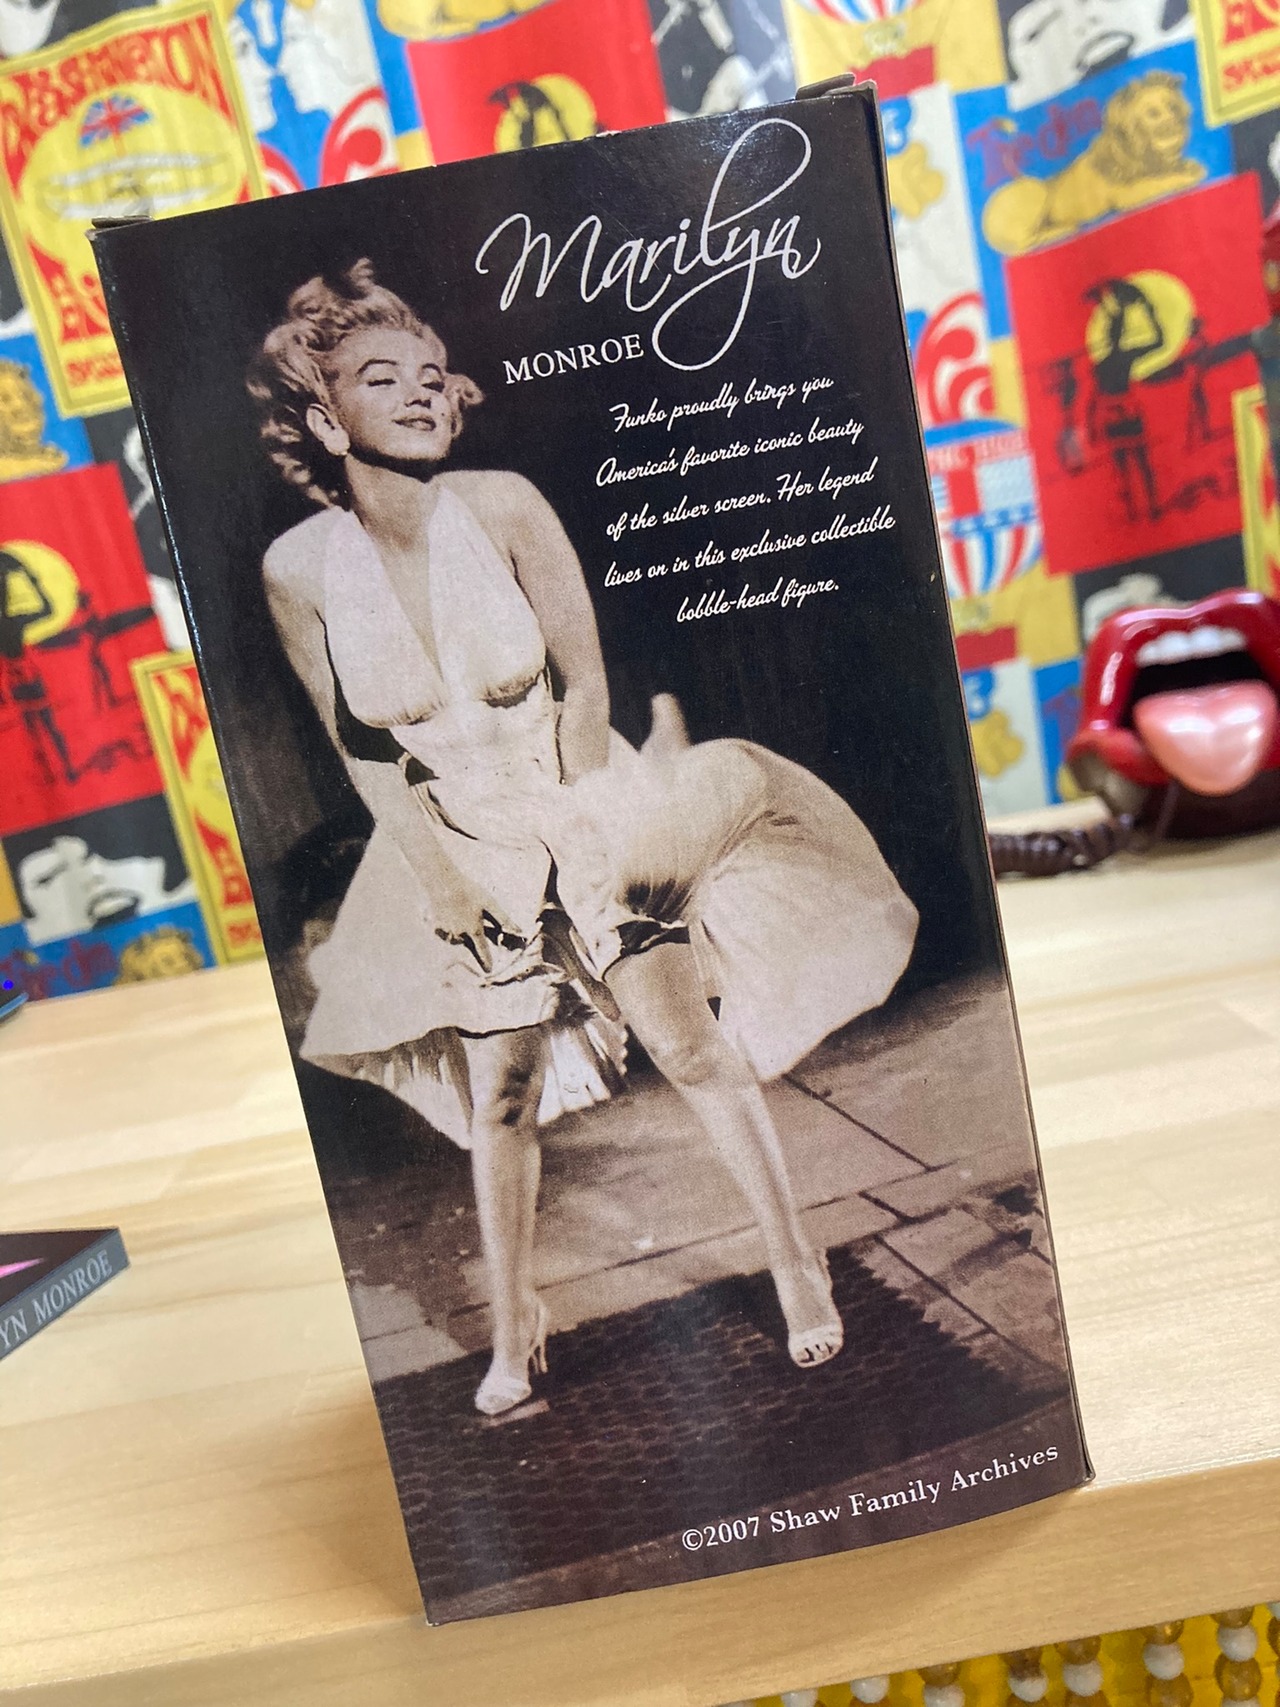 Marilyn
MONROE
Funko proudly brings you
America's favorite iconic beauty
of the silver screen. Her legend
lives on in this exclusive collectible
bobble-head figure.
©2007 Shaw Family Archives
YN MONROE